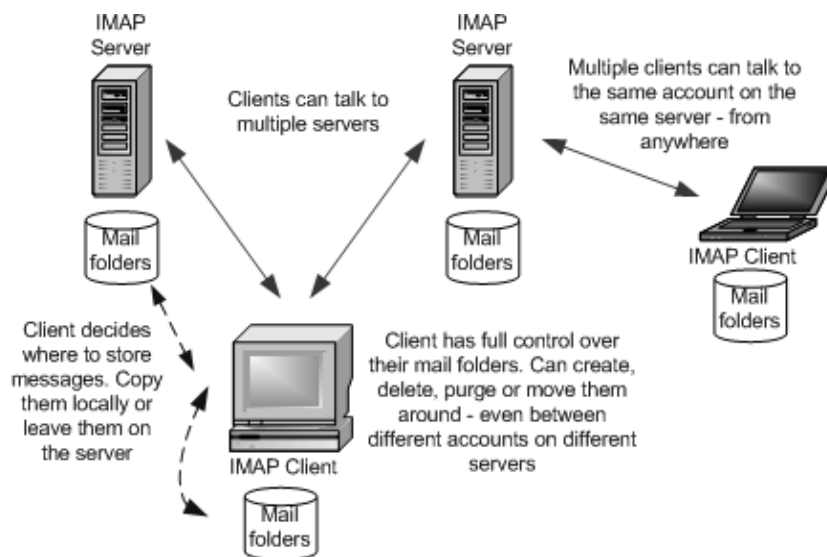 IMAP
Server
Mail
folders
Clients can talk to
multiple servers
IMAP
Server
Mail
folders
Multiple clients can talk to
the same account on the
same server - from
anywhere
IMAP Client
Mail
folders
Client decides
where to store
messages. Copy
them locally or
leave them on
the server
IMAP Client
Mail
folders
Client has full control over
their mail folders. Can create,
delete, purge or move them
around - even between
different accounts on different
servers